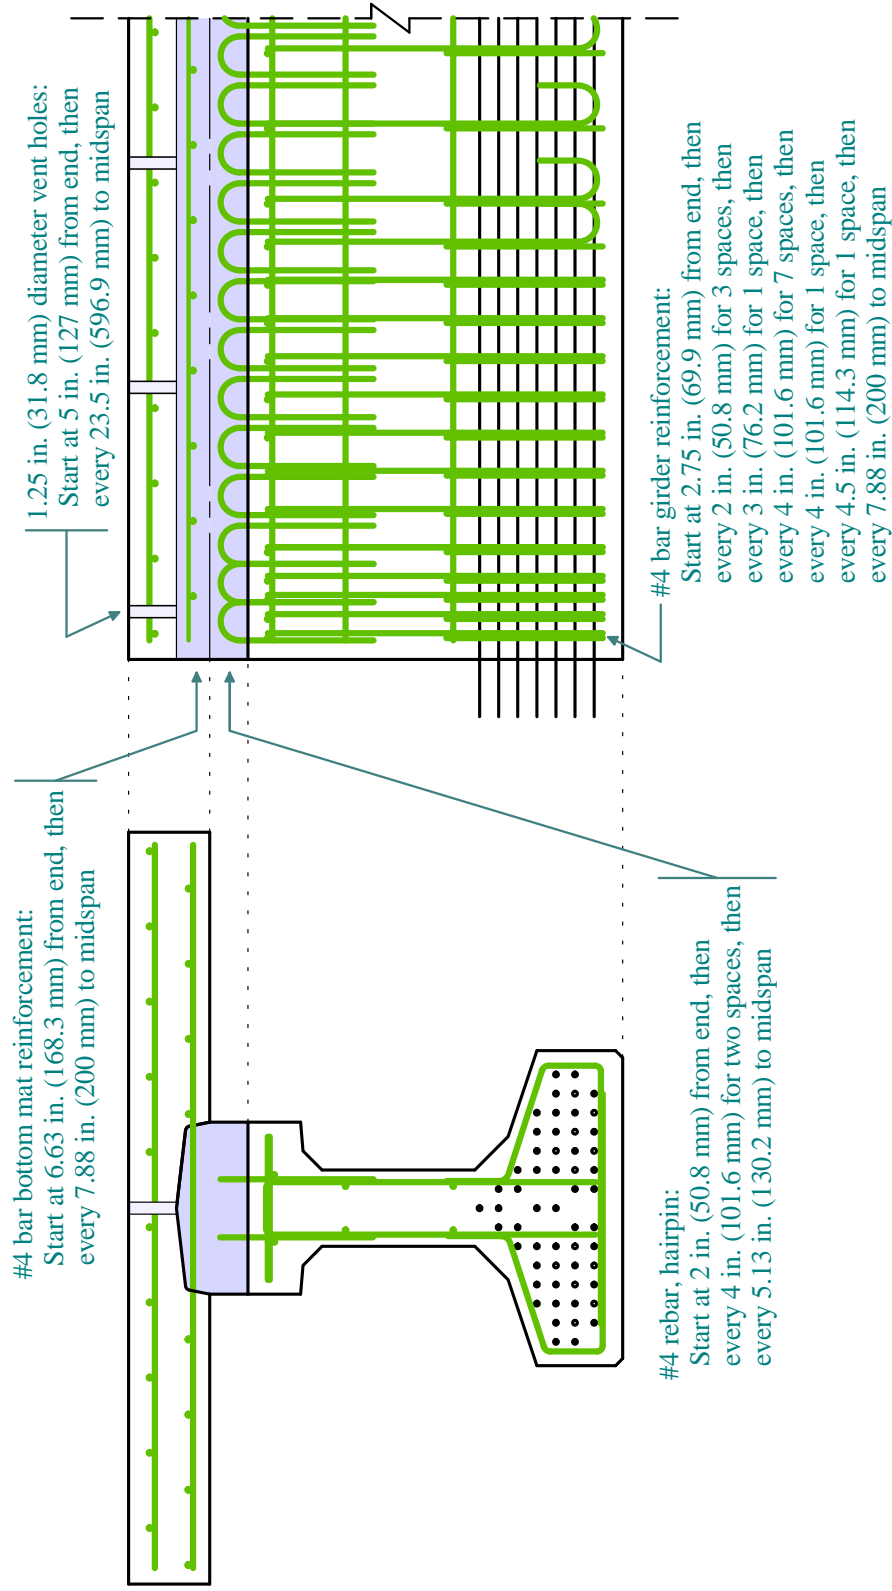 #4 bar bottom mat reinforcement:
Start at 6.63 in. (168.3 mm) from end, then
every 7.88 in. (200 mm) to midspan
1.25 in. (31.8 mm) diameter vent holes:
Start at 5 in. (127 mm) from end, then
every 23.5 in. (596.9 mm) to midspan
#4 rebar, hairpin:
Start at 2 in. (50.8 mm) from end, then
every 4 in. (101.6 mm) for two spaces, then
every 5.13 in. (130.2 mm) to midspan
#4 bar girder reinforcement:
Start at 2.75 in. (69.9 mm) from end, then
every 2 in. (50.8 mm) for 3 spaces, then
every 3 in. (76.2 mm) for 1 space, then
every 4 in. (101.6 mm) for 7 spaces, then
every 4 in. (101.6 mm) for 1 space, then
every 4.5 in. (114.3 mm) for 1 space, then
every 7.88 in. (200 mm) to midspan